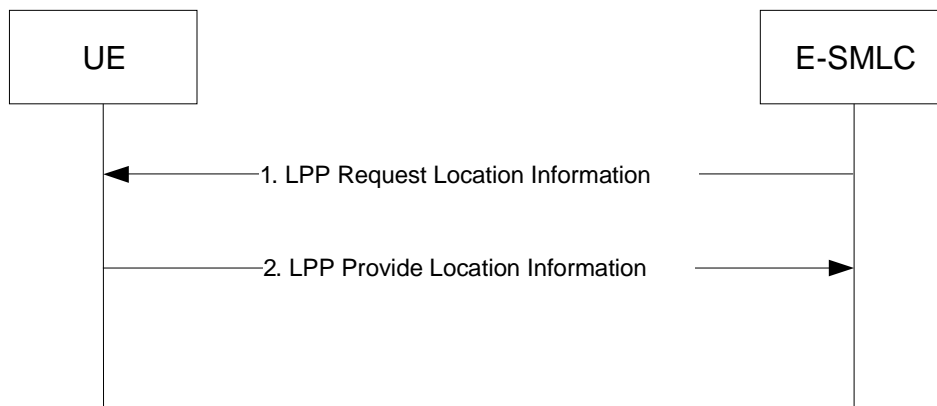 UE
E-SMLC
1. LPP Request Location Information
2. LPP Provide Location Information